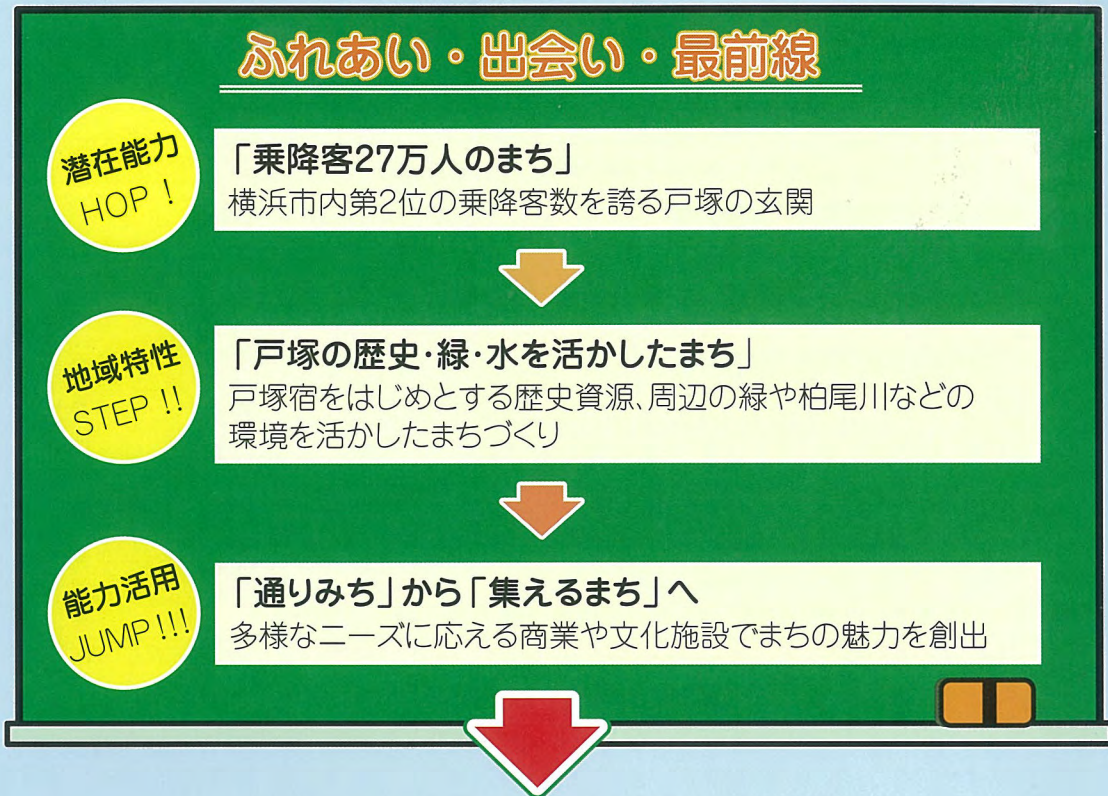 ふれあい・出会い・最前線
潜在能力
HOP！
「乗降客27万人のまち」
横浜市内第2位の乗降客数を誇る戸塚の玄関
地域特性
STEP !!
「戸塚の歴史・緑・水を活かしたまち」
戸塚宿をはじめとする歴史資源、周辺の緑や柏尾川などの
環境を活かしたまちづくり
能力活用
JUMP!!!
「通りみち」から「集えるまち」へ
多様なニーズに応える商業や文化施設でまちの魅力を創出